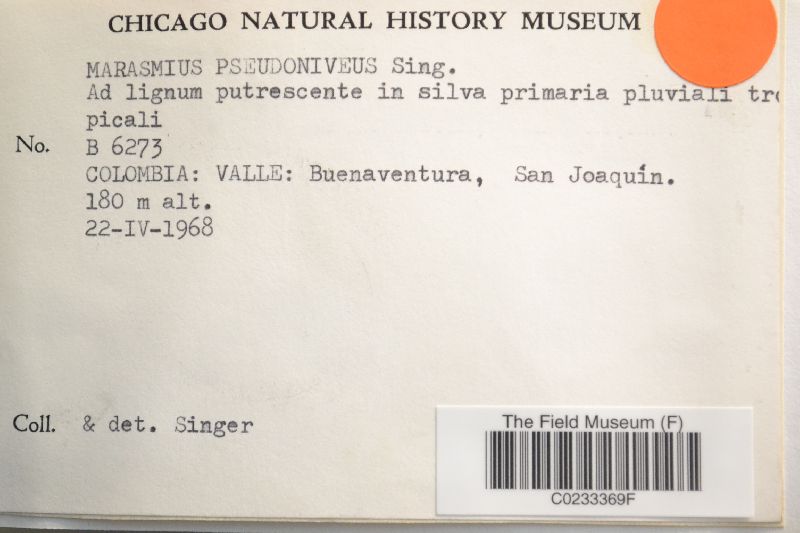 CHICAGO NATURAL HISTORY MUSEUM
MARASMIUS PSEUDONIVEUS Sing.
Ad lignum putrescente in silva primaria pluviali tro
picali
No. B 6273
COLOMBIA: VALLE: Buenaventura, San Joaquín.
180 m alt.
22-IV-1968
Coll. & det. Singer
The Field Museum (F)
C0233369F